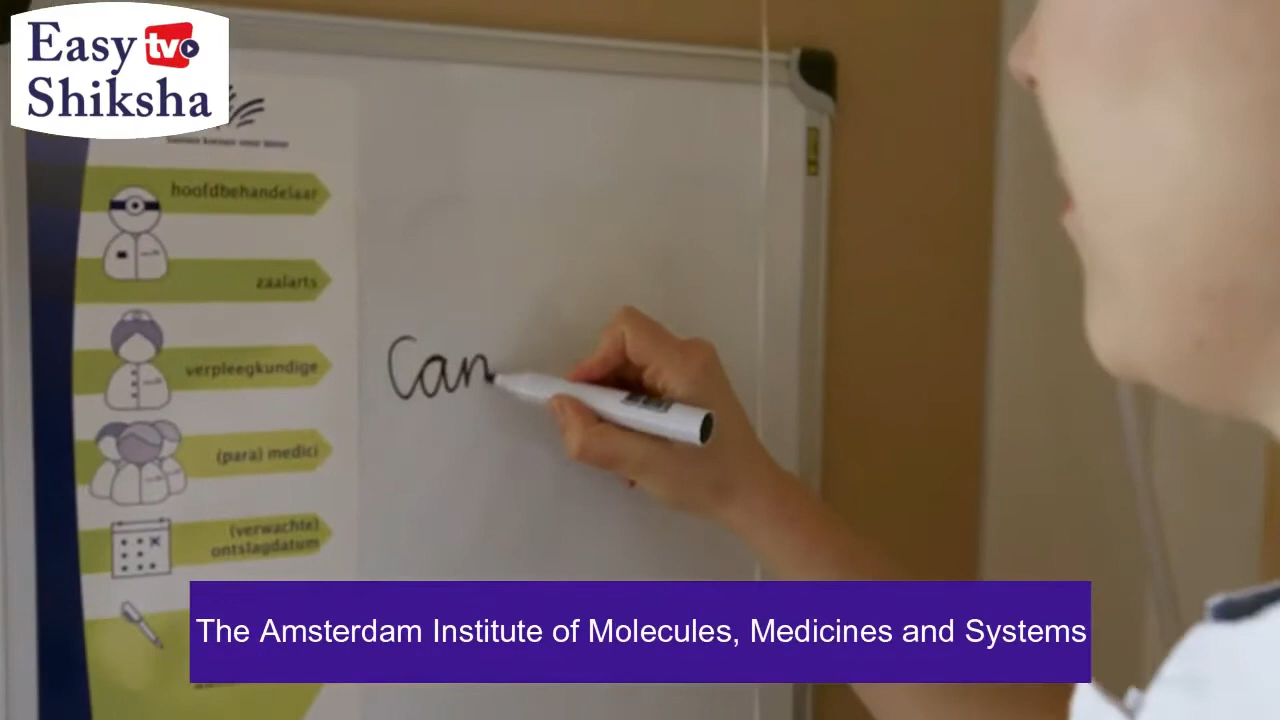 Easy tv
Shiksha
hoofdbehandelaar
zaalarts
verpleegkundige
(para) medici
(verwachte)
ontslagdatum
Can
The Amsterdam Institute of Molecules, Medicines and Systems